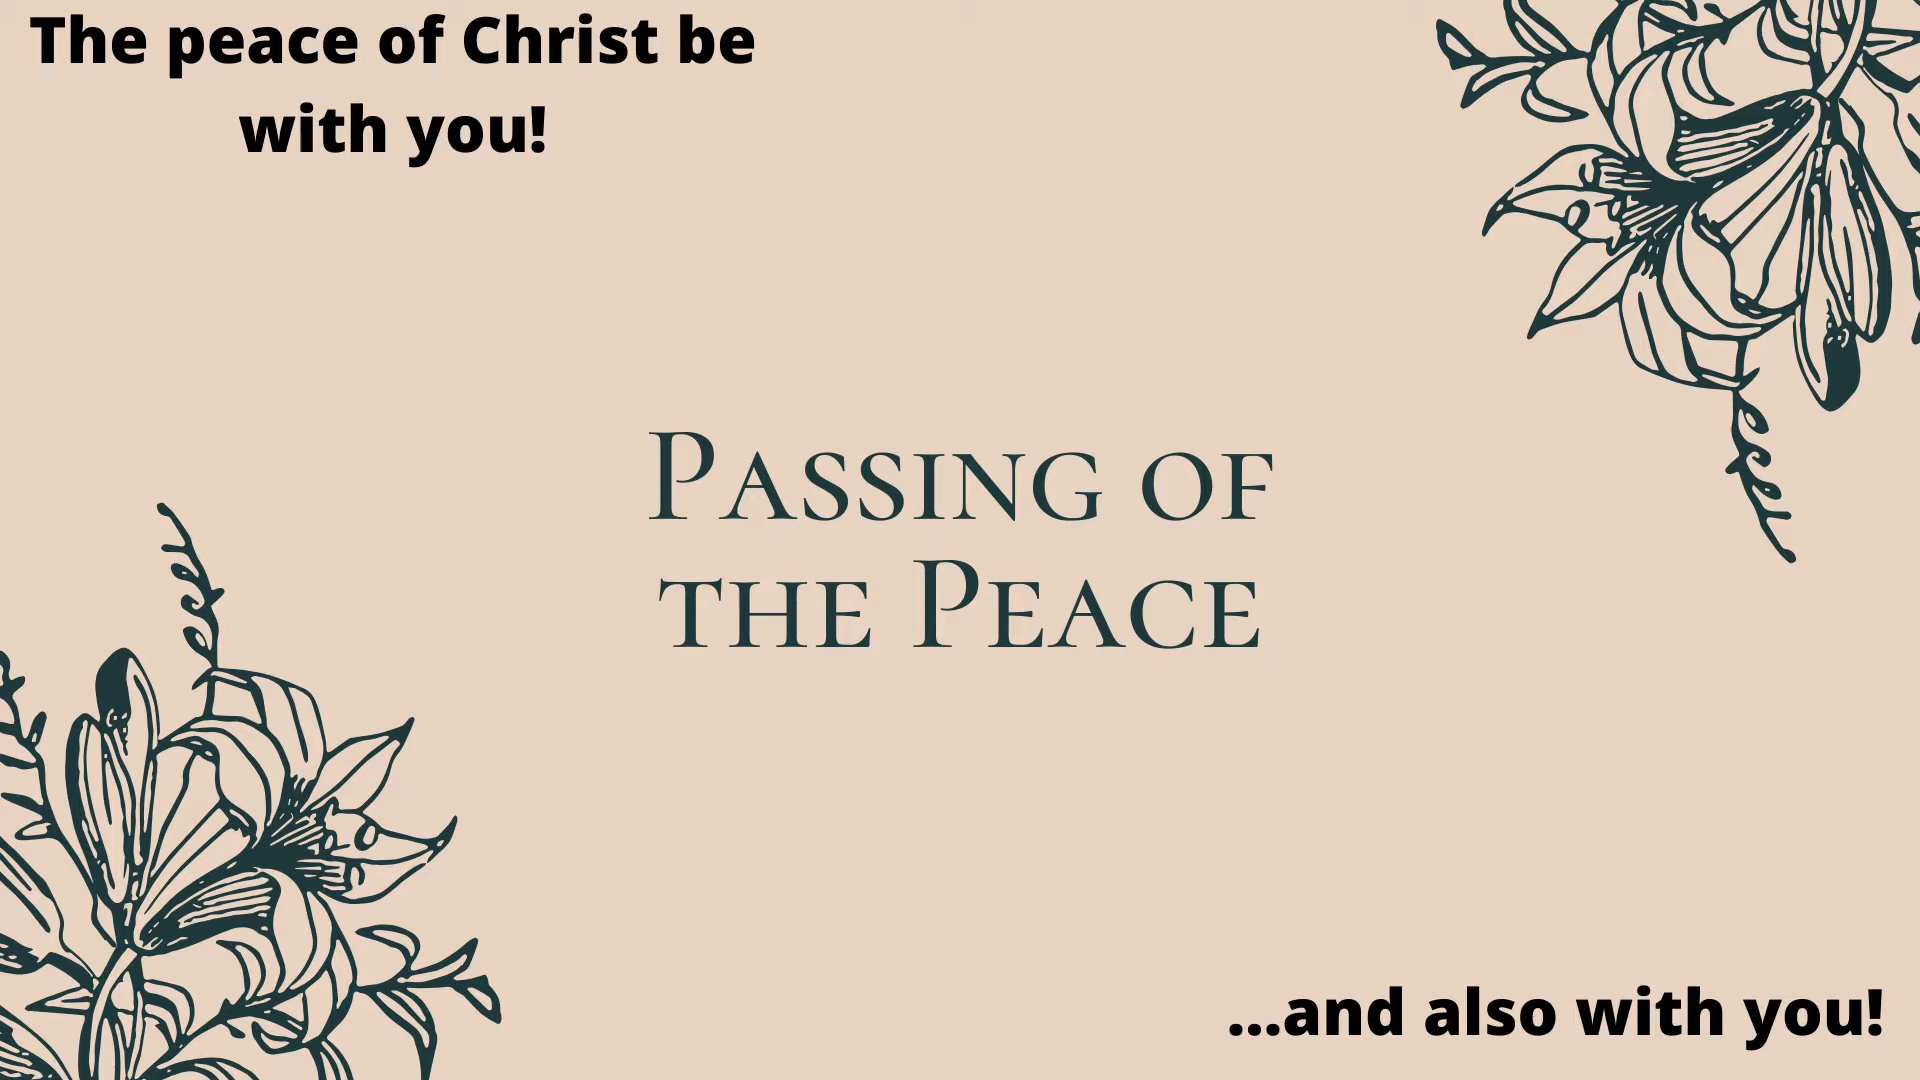 The peace of Christ be
with you!
Passing of
the Peace
...and also with you!